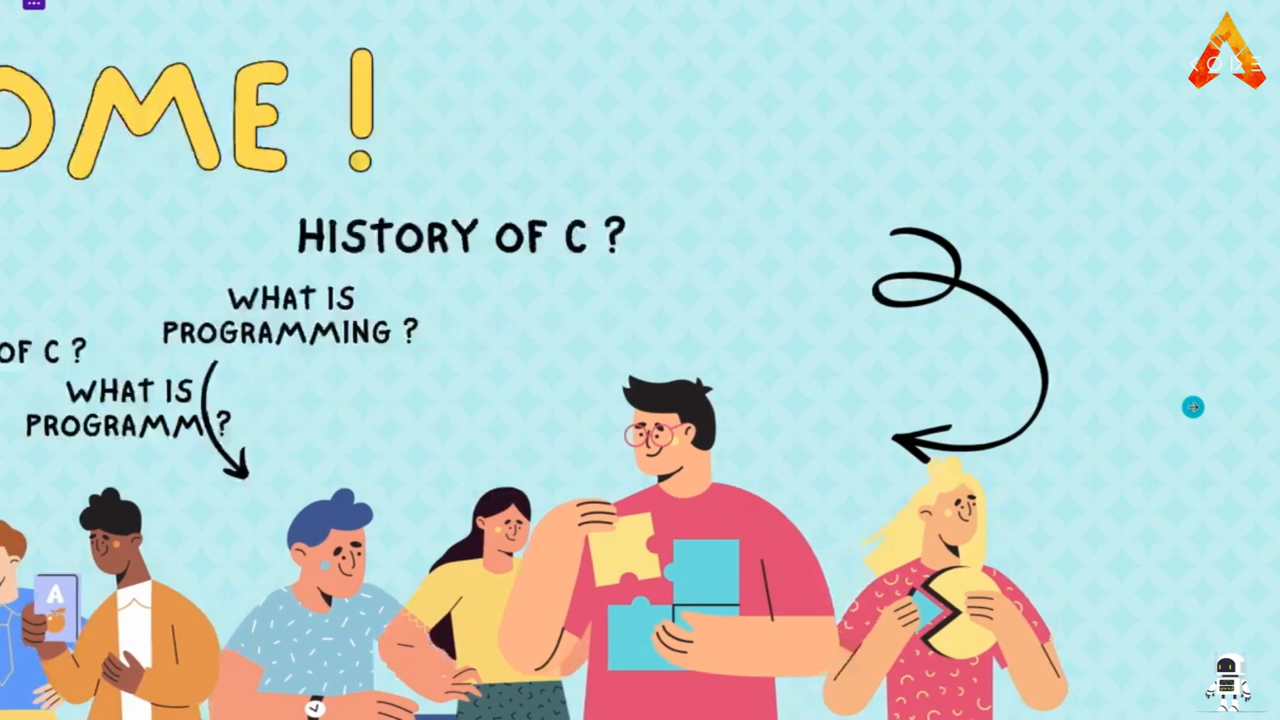 OME !
HISTORY OF C ?
WHAT IS
PROGRAMMING ?
OF C ?
WHAT IS
PROGRAMM ?
A